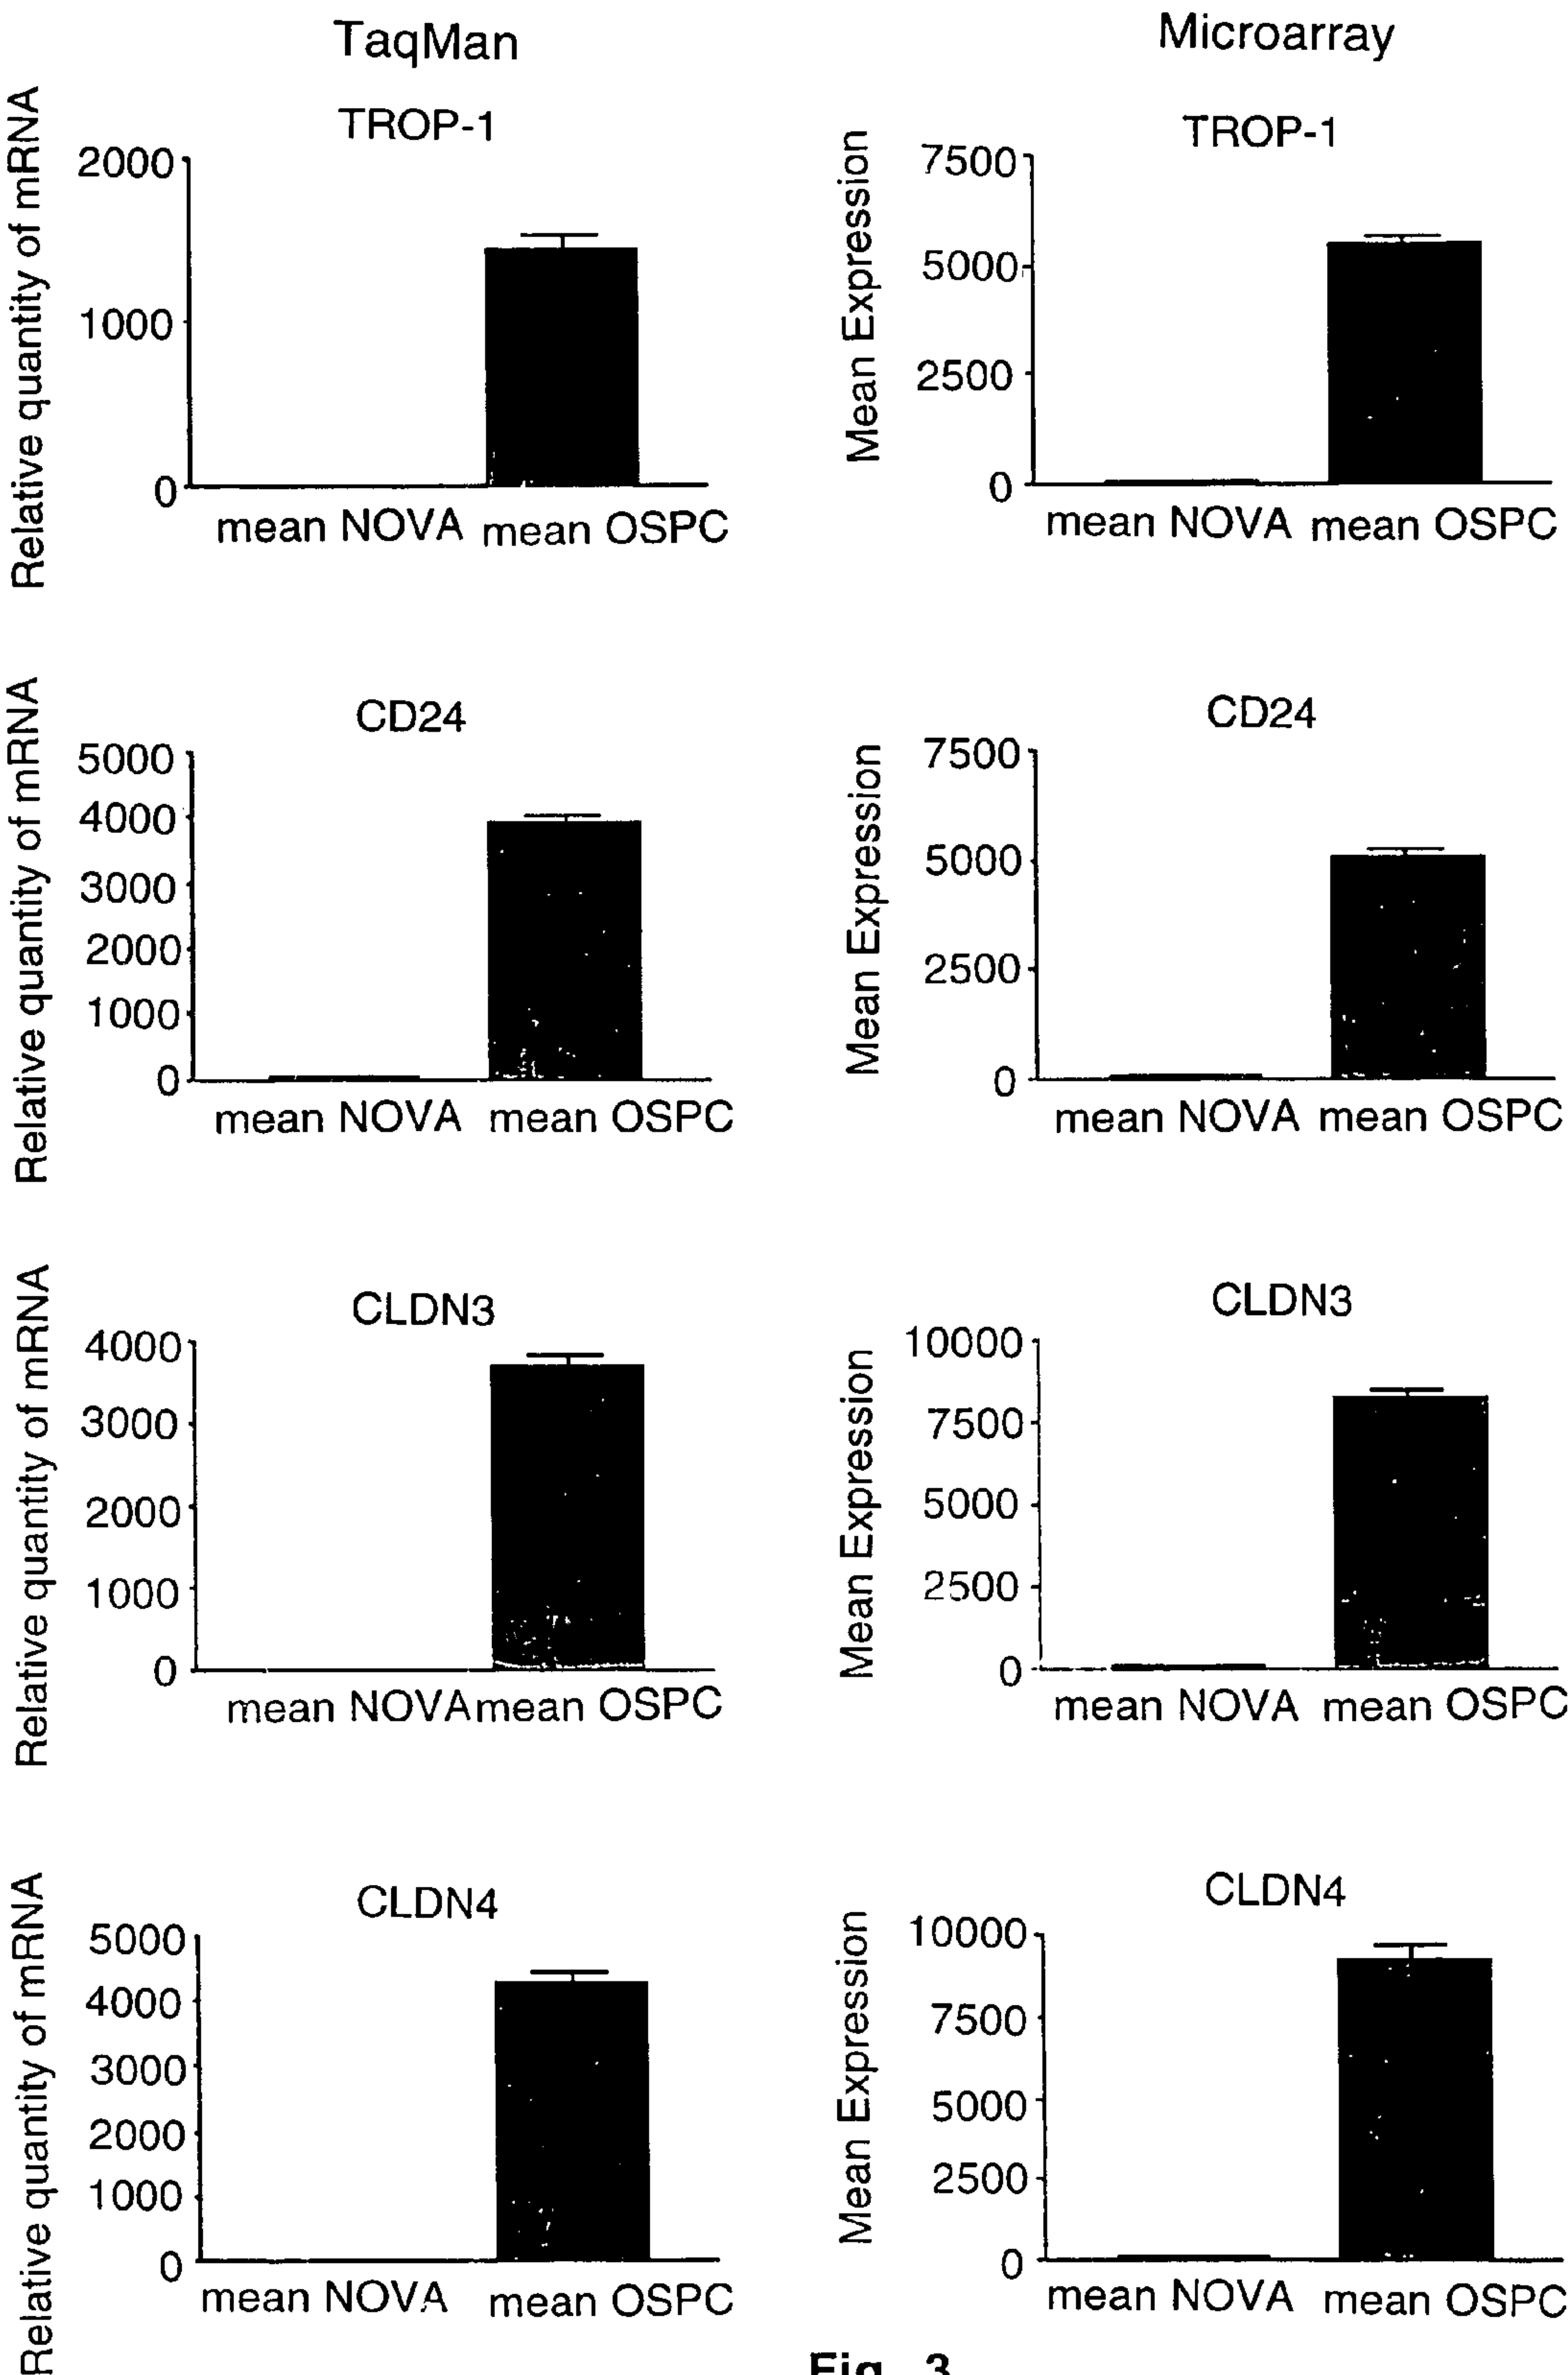 TaqMan
Microarray
TROP-1
Relative quantity of mRNA
2000
1000
0
mean NOVA mean OSPC
TROP-1
Mean Expression
7500
5000
2500
0
mean NOVA mean OSPC
CD24
Relative quantity of mRNA
5000
4000
3000
2000
1000
0
mean NOVA mean OSPC
CD24
Mean Expression
7500
5000
2500
0
mean NOVA mean OSPC
CLDN3
Relative quantity of mRNA
4000
3000
2000
1000
0
mean NOVA mean OSPC
CLDN3
Mean Expression
10000
7500
5000
2500
0
mean NOVA mean OSPC
CLDN4
Relative quantity of mRNA
5000
4000
3000
2000
1000
0
mean NOVA mean OSPC
CLDN4
Mean Expression
10000
7500
5000
2500
0
mean NOVA mean OSPC
Fig. 3